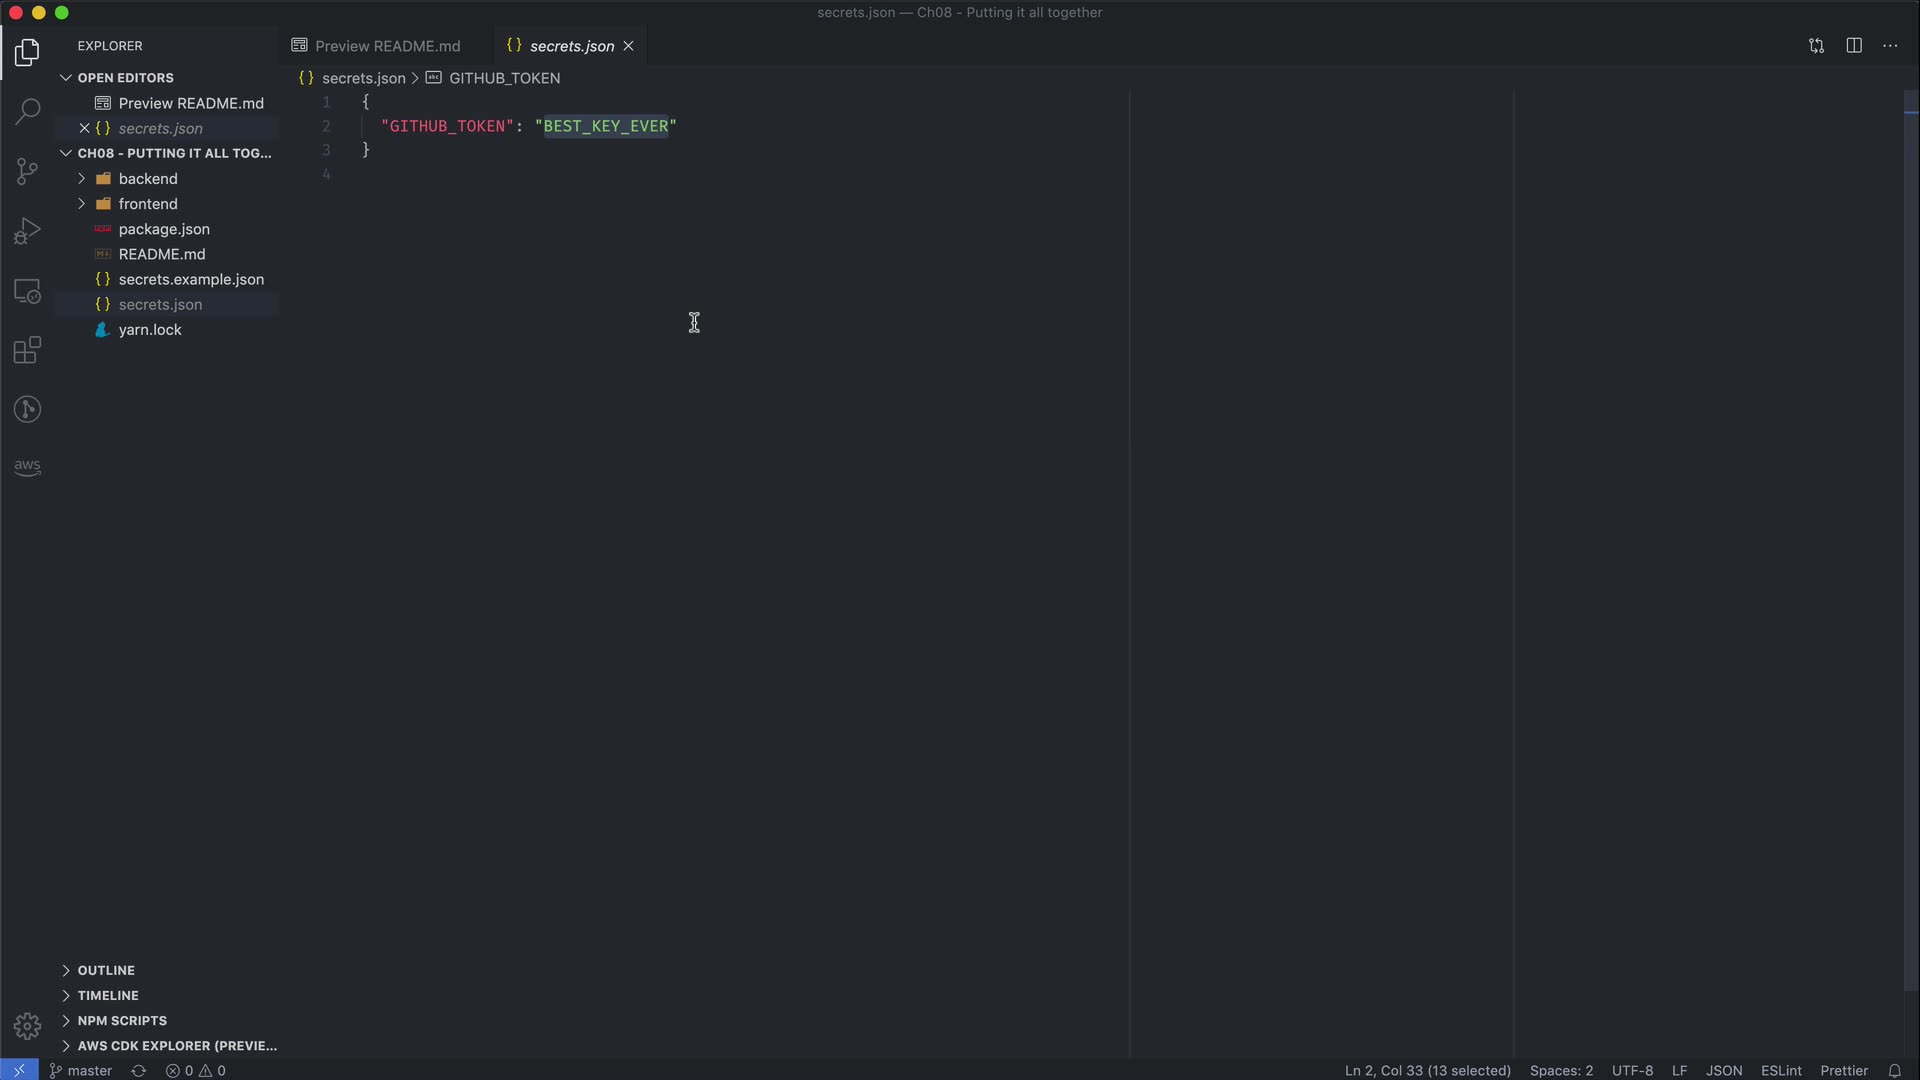 secrets.json — Ch08 - Putting it all together
EXPLORER
Preview README.md
{} secrets.json
OPEN EDITORS
Preview README.md
{} secrets.json
CH08 - PUTTING IT ALL TOG...
backend
frontend
package.json
README.md
{} secrets.example.json
{} secrets.json
yarn.lock
OUTLINE
TIMELINE
NPM SCRIPTS
AWS CDK EXPLORER (PREVIE...
aws
{} secrets.json > GITHUB_TOKEN
1 {
2 "GITHUB_TOKEN": "BEST_KEY_EVER"
3 }
4
master 0 0 Ln 2, Col 33 (13 selected) Spaces: 2 UTF-8 LF JSON ESLint Prettier